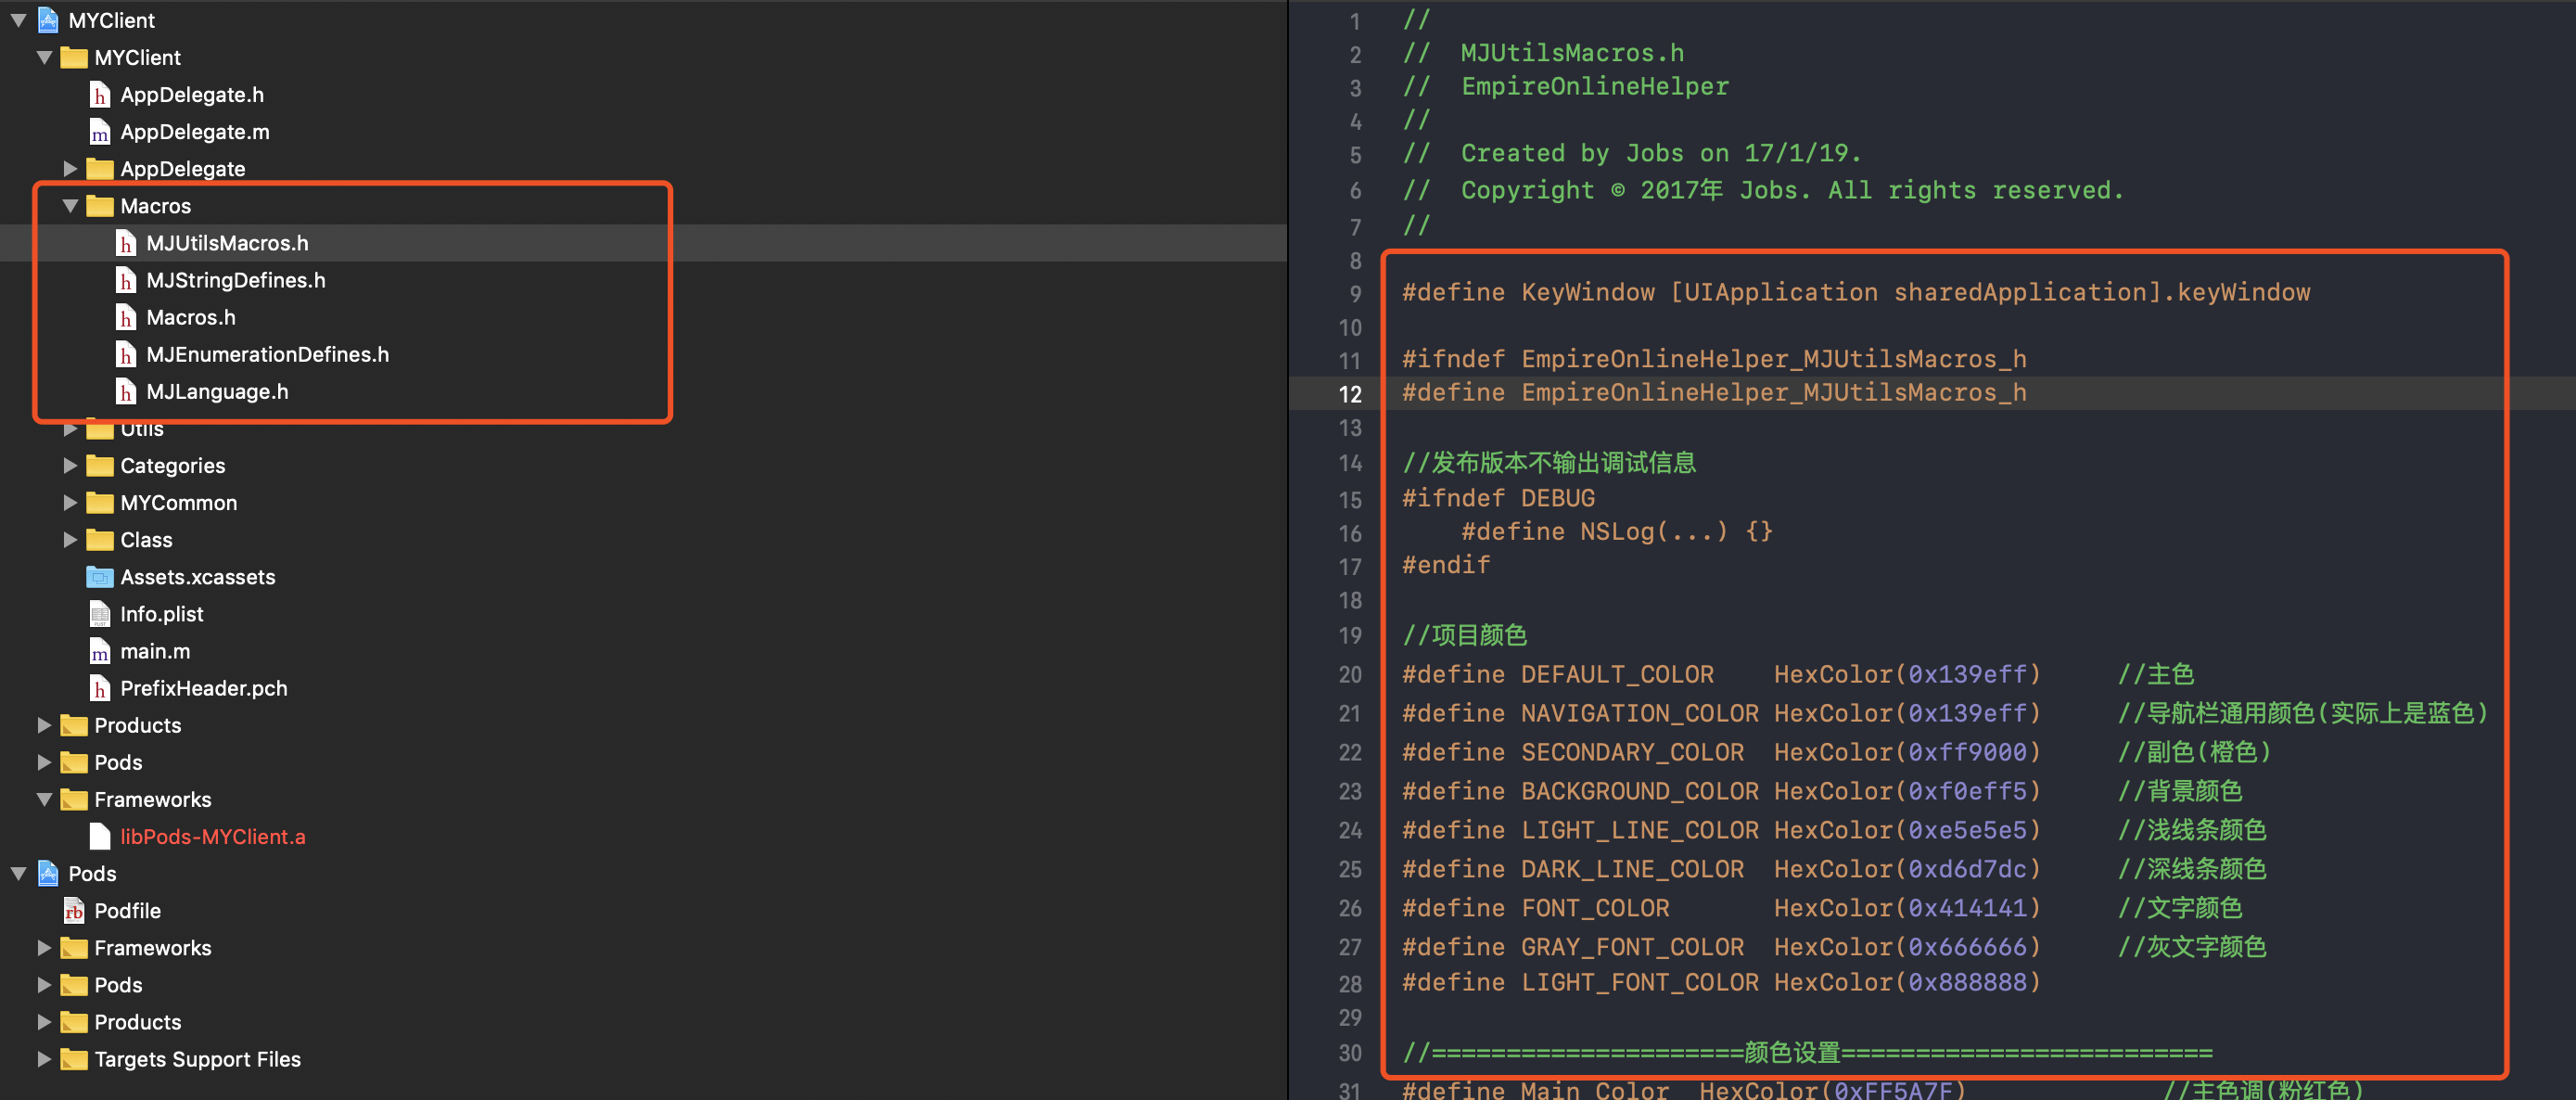 MYClient
MYClient
AppDelegate.h
AppDelegate.m
AppDelegate
Macros
MJUtilsMacros.h
MJStringDefines.h
Macros.h
MJEnumerationDefines.h
MJLanguage.h
Utils
Categories
MYCommon
Class
Assets.xcassets
Info.plist
main.m
PrefixHeader.pch
Products
Pods
Frameworks
libPods-MYClient.a
Pods
Podfile
Frameworks
Pods
Products
Targets Support Files
1 //
2 //  MJUtilsMacros.h
3 //  EmpireOnlineHelper
4 //
5 //  Created by Jobs on 17/1/19.
6 //  Copyright © 2017年 Jobs. All rights reserved.
7 //
8
9 #define KeyWindow [UIApplication sharedApplication].keyWindow
10
11 #ifndef EmpireOnlineHelper_MJUtilsMacros_h
12 #define EmpireOnlineHelper_MJUtilsMacros_h
13
14 //发布版本不输出调试信息
15 #ifndef DEBUG
16     #define NSLog(...) {}
17 #endif
18
19 //项目颜色
20 #define DEFAULT_COLOR    HexColor(0x139eff)     //主色
21 #define NAVIGATION_COLOR HexColor(0x139eff)     //导航栏通用颜色(实际上是蓝色)
22 #define SECONDARY_COLOR  HexColor(0xff9000)     //副色(橙色)
23 #define BACKGROUND_COLOR HexColor(0xf0eff5)     //背景颜色
24 #define LIGHT_LINE_COLOR HexColor(0xe5e5e5)     //浅线条颜色
25 #define DARK_LINE_COLOR  HexColor(0xd6d7dc)     //深线条颜色
26 #define FONT_COLOR       HexColor(0x414141)     //文字颜色
27 #define GRAY_FONT_COLOR  HexColor(0x666666)     //灰文字颜色
28 #define LIGHT_FONT_COLOR HexColor(0x888888)
29
30 //=====================颜色设置=========================
31 #define Main_Color  HexColor(0xFF5A7F)             //主色调(粉红色)